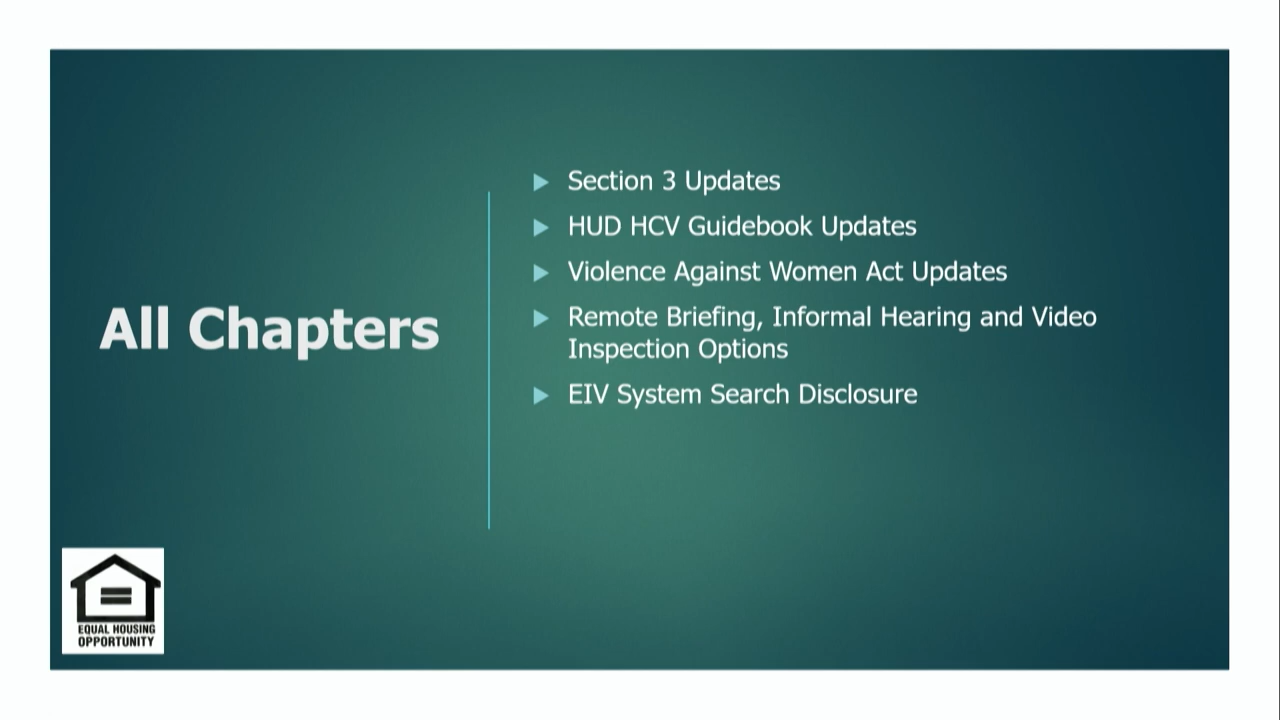 All Chapters
Section 3 Updates
HUD HCV Guidebook Updates
Violence Against Women Act Updates
Remote Briefing, Informal Hearing and Video
Inspection Options
EIV System Search Disclosure
EQUAL HOUSING
OPPORTUNITY